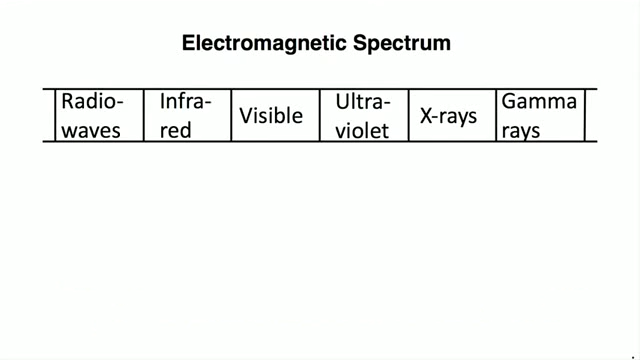 Electromagnetic Spectrum
Radio- Infra- Visible Ultra- X-rays Gamma
waves red violet rays